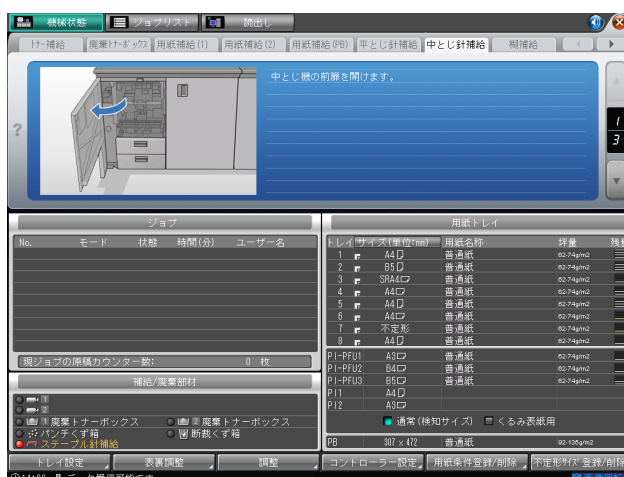 機械状態 ジョブリスト 読出し
ﾄﾅｰ補給 廃棄ﾄﾅｰﾎﾞｯｸｽ 用紙補給(1) 用紙補給(2) 用紙補給(PB) 平とじ針補給 中とじ針補給 糊補給
中とじ機の前扉を開けます。
?
1
3
ジョブ
No. モード 状態 時間(分) ユーザー名
現ジョブの原稿カウンター数: 0 枚
補給/廃棄部材
1
2
1 廃棄トナーボックス 2 廃棄トナーボックス
パンチくず箱 断裁くず箱
ステープル針補給
用紙トレイ
トレイ サイズ(単位:mm) 用紙名称 坪量 残
1 A4 普通紙 62-74g/m2
2 B5 普通紙 62-74g/m2
3 SRA4 普通紙 62-74g/m2
4 A4 普通紙 62-74g/m2
5 A4 普通紙 62-74g/m2
6 A4 普通紙 62-74g/m2
7 不定形 普通紙 62-74g/m2
8 A4 普通紙 62-74g/m2
PI-PFU1 A3 普通紙 62-74g/m2
PI-PFU2 B4 普通紙 62-74g/m2
PI-PFU3 B5 普通紙 62-74g/m2
PI1 A4
PI2 A3
通常(検知サイズ) くるみ表紙用
PB 307 x 472 普通紙 92-135g/m2
トレイ設定 表裏調整 調整 コントローラー設定 用紙条件登録/削除 不定形ｻｲｽﾞ登録/削除